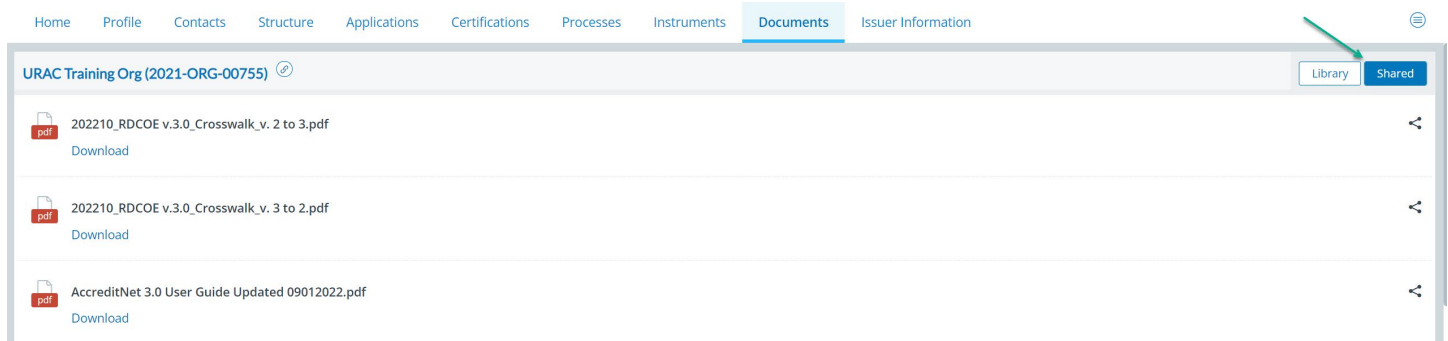 Home Profile Contacts Structure Applications Certifications Processes Instruments Documents Issuer Information
URAC Training Org (2021-ORG-00755) Library Shared
pdf 202210_RDCOE v.3.0_Crosswalk_v. 2 to 3.pdf
Download
pdf 202210_RDCOE v.3.0_Crosswalk_v. 3 to 2.pdf
Download
pdf AccreditNet 3.0 User Guide Updated 09012022.pdf
Download